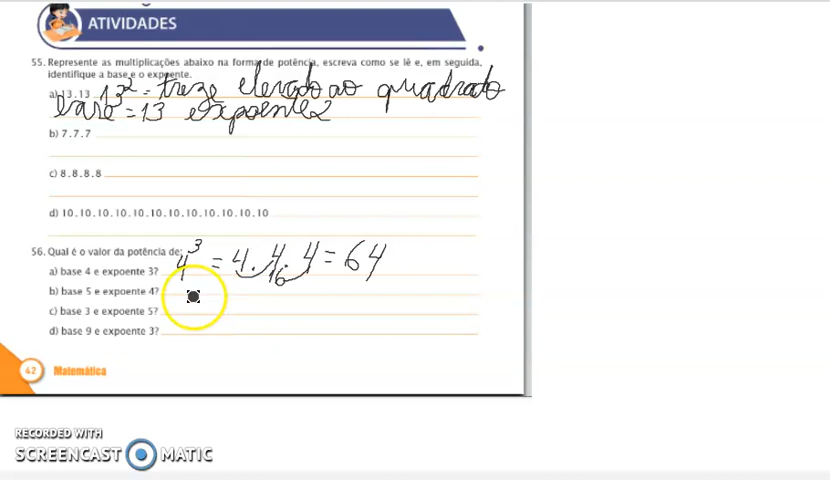 ATIVIDADES
55. Represente as multiplicações abaixo na forma de potência, escreva como se lê e, em seguida,
identifique a base e o expoente.
a) 13.13 13² = treze elevado ao quadrado
base = 13 expoente 2
b) 7.7.7
c) 8.8.8.8
d) 10.10.10.10.10.10.10.10.10.10.10.10
56. Qual é o valor da potência de:
a) base 4 e expoente 3? 4³ = 4.4.4 = 64
16
b) base 5 e expoente 4?
c) base 3 e expoente 5?
d) base 9 e expoente 3?
42 Matemática
RECORDED WITH
SCREENCAST MATIC